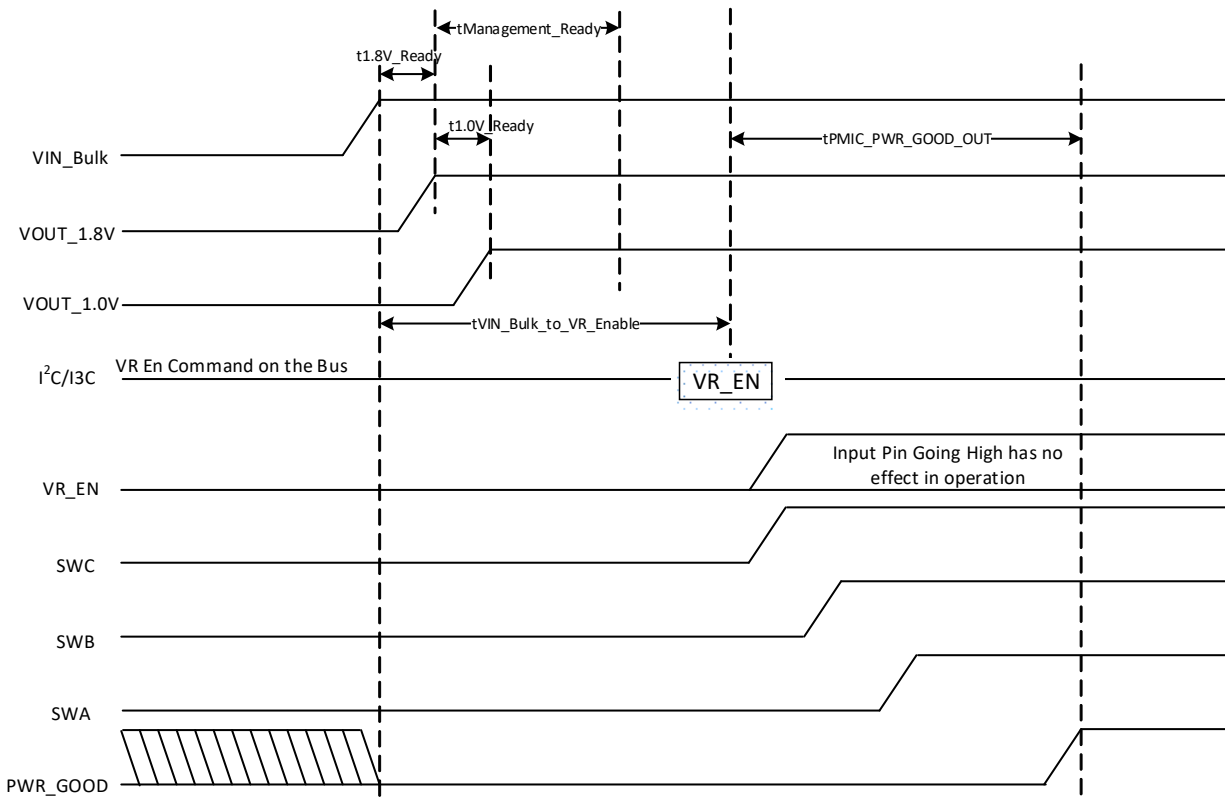 tManagement_Ready
t1.8V_Ready
t1.0V_Ready
tPMIC_PWR_GOOD_OUT
VIN_Bulk
VOUT_1.8V
VOUT_1.0V
tVIN_Bulk_to_VR_Enable
I²C/I3C
VR En Command on the Bus
VR_EN
Input Pin Going High has no
effect in operation
VR_EN
SWC
SWB
SWA
PWR_GOOD